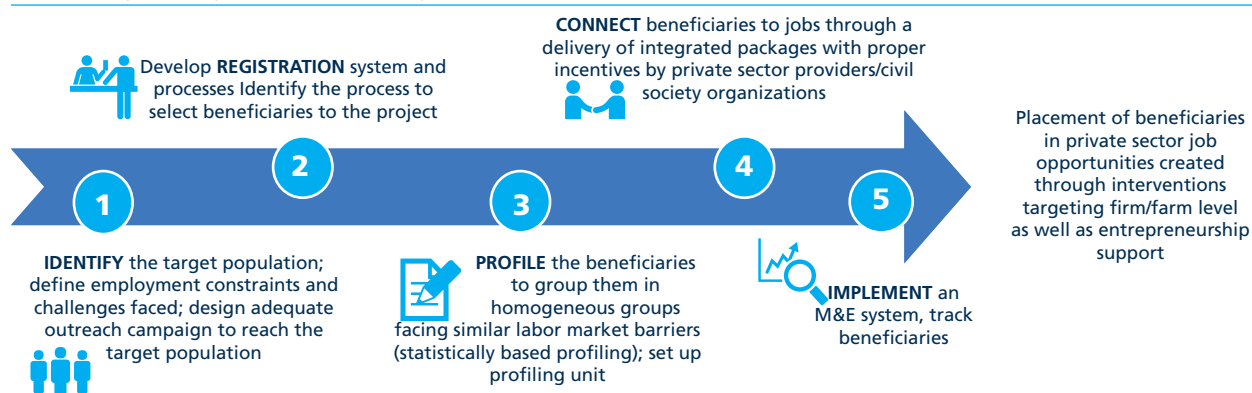 1
IDENTIFY the target population;
define employment constraints and
challenges faced; design adequate
outreach campaign to reach the
target population
Develop REGISTRATION system and
processes Identify the process to
select beneficiaries to the project
2
3
PROFILE the beneficiaries
to group them in
homogeneous groups
facing similar labor market barriers
(statistically based profiling); set up
profiling unit
CONNECT beneficiaries to jobs through a
delivery of integrated packages with proper
incentives by private sector providers/civil
society organizations
4
5
IMPLEMENT an
M&E system, track
beneficiaries
Placement of beneficiaries
in private sector job
opportunities created
through interventions
targeting firm/farm level
as well as entrepreneurship
support